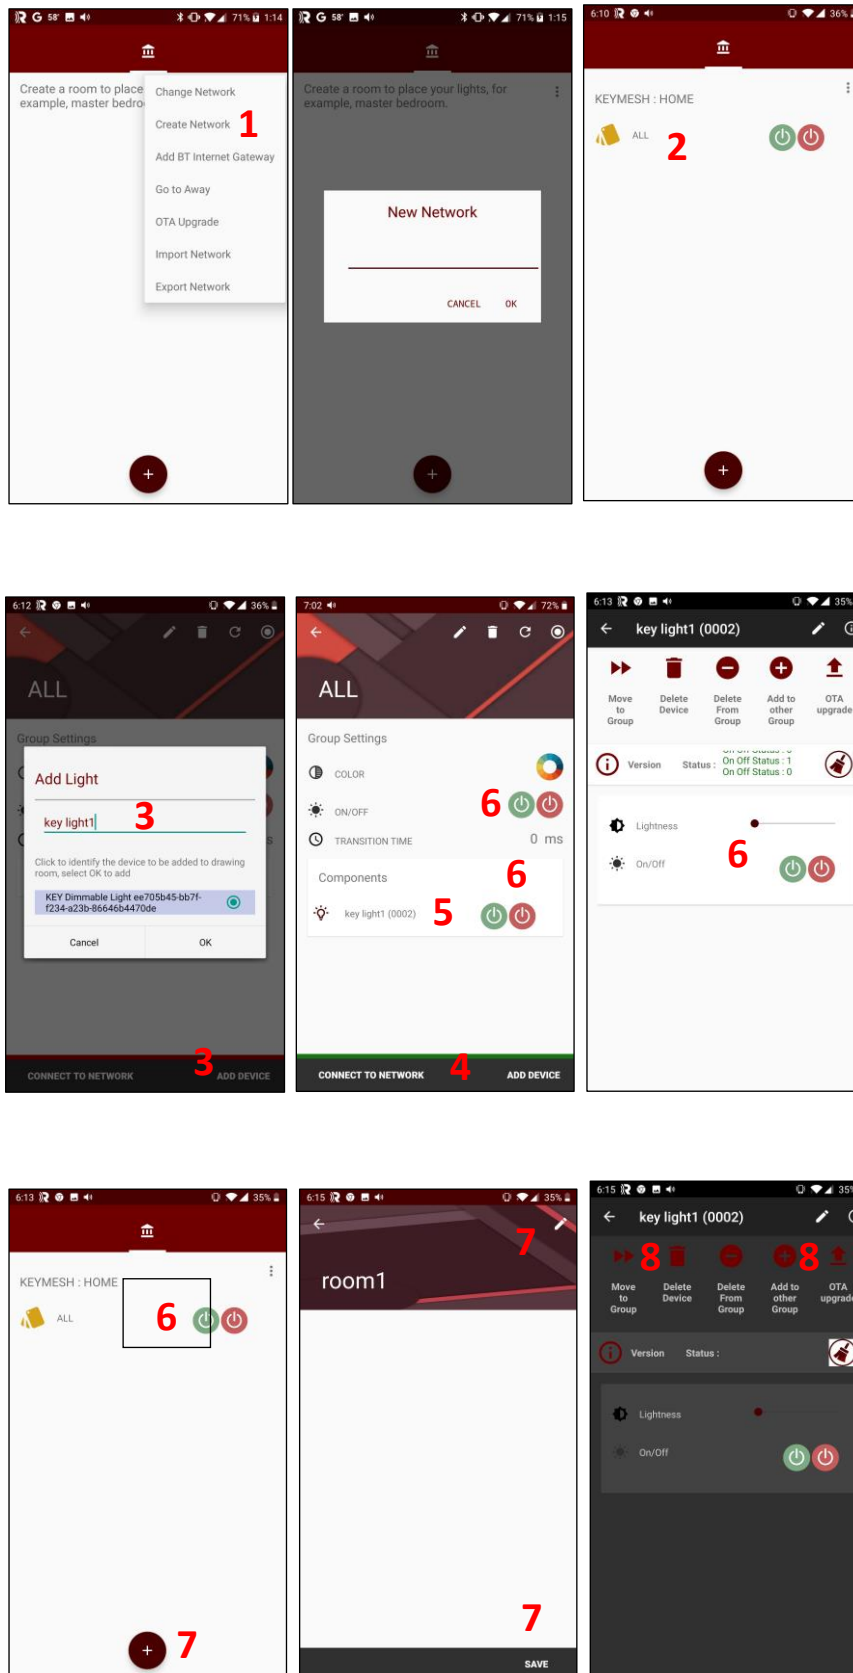 G 58° 71% 1:14
Create a room to place
example, master bedro
Change Network
Create Network 1
Add BT Internet Gateway
Go to Away
OTA Upgrade
Import Network
Export Network
+
G 58° 71% 1:15
Create a room to place your lights, for
example, master bedroom.
New Network
CANCEL OK
+
6:10 36%
KEYMESH : HOME
ALL 2
+
6:12 36%
ALL
Group Settings
Add Light
key light1 3
Click to identify the device to be added to drawing
room, select OK to add
KEY Dimmable Light ee705b45-bb7f-
f234-a23b-86646b4470de
Cancel OK
s
3
CONNECT TO NETWORK ADD DEVICE
7:02 72%
ALL
Group Settings
COLOR
ON/OFF 6
TRANSITION TIME 0 ms
Components 6
key light1 (0002) 5
4
CONNECT TO NETWORK ADD DEVICE
6:13 35%
key light1 (0002)
Move
to
Group
Delete
Device
Delete
From
Group
Add to
other
Group
OTA
upgrade
Version Status :
On Off Status : 1
On Off Status : 0
Lightness
6
On/Off
6:13 35%
KEYMESH : HOME
ALL 6
+ 7
6:15 35%
7
room1
7
SAVE
6:15 35%
key light1 (0002)
8 8
Move
to
Group
Delete
Device
Delete
From
Group
Add to
other
Group
OTA
upgrade
Version Status :
Lightness
On/Off